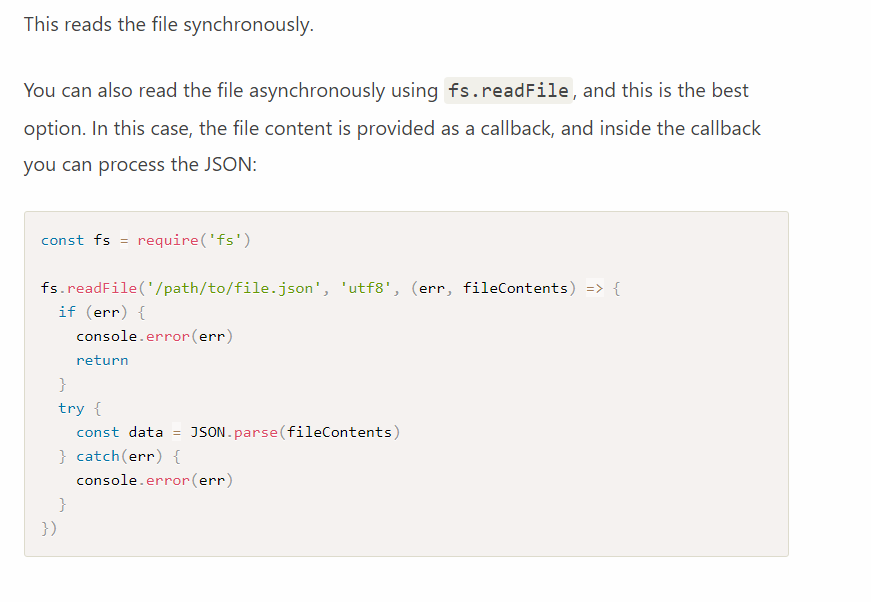 This reads the file synchronously.
You can also read the file asynchronously using fs.readFile, and this is the best
option. In this case, the file content is provided as a callback, and inside the callback
you can process the JSON:
const fs = require('fs')
fs.readFile('/path/to/file.json', 'utf8', (err, fileContents) => {
  if (err) {
    console.error(err)
    return
  }
  try {
    const data = JSON.parse(fileContents)
  } catch(err) {
    console.error(err)
  }
})